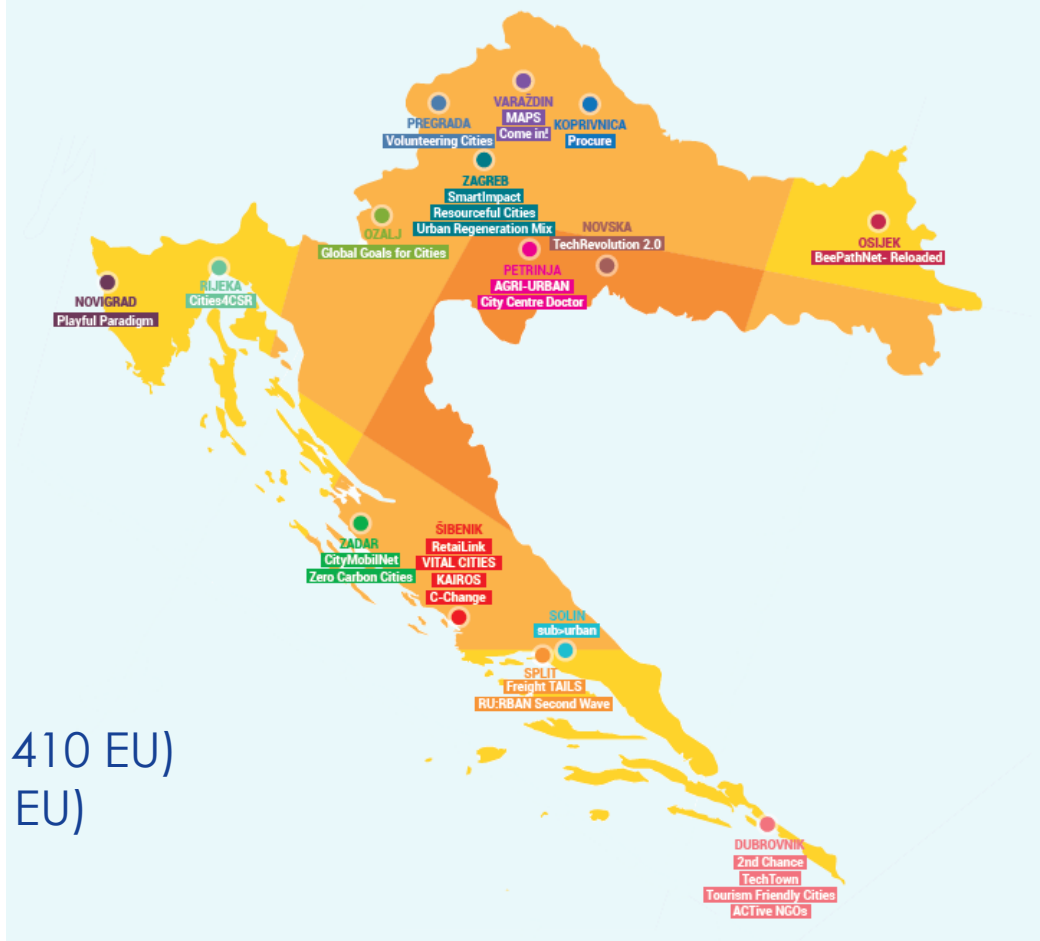 VARAŽDIN
MAPS
Come in!
PREGRADA
Volunteering Cities
KOPRIVNICA
Procure
ZAGREB
SmartImpact
Resourceful Cities
Urban Regeneration Mix
OZALJ
Global Goals for Cities
NOVSKA
TechRevolution 2.0
OSIJEK
BeePathNet- Reloaded
PETRINJA
AGRI-URBAN
City Centre Doctor
RIJEKA
Cities4CSR
NOVIGRAD
Playful Paradigm
ZADAR
CityMobilNet
Zero Carbon Cities
ŠIBENIK
RetaiLink
VITAL CITIES
KAIROS
C-Change
SOLIN
sub>urban
SPLIT
Freight TAILS
RU:RBAN Second Wave
410 EU)
EU)
DUBROVNIK
2nd Chance
TechTown
Tourism Friendly Cities
ACTive NGOs